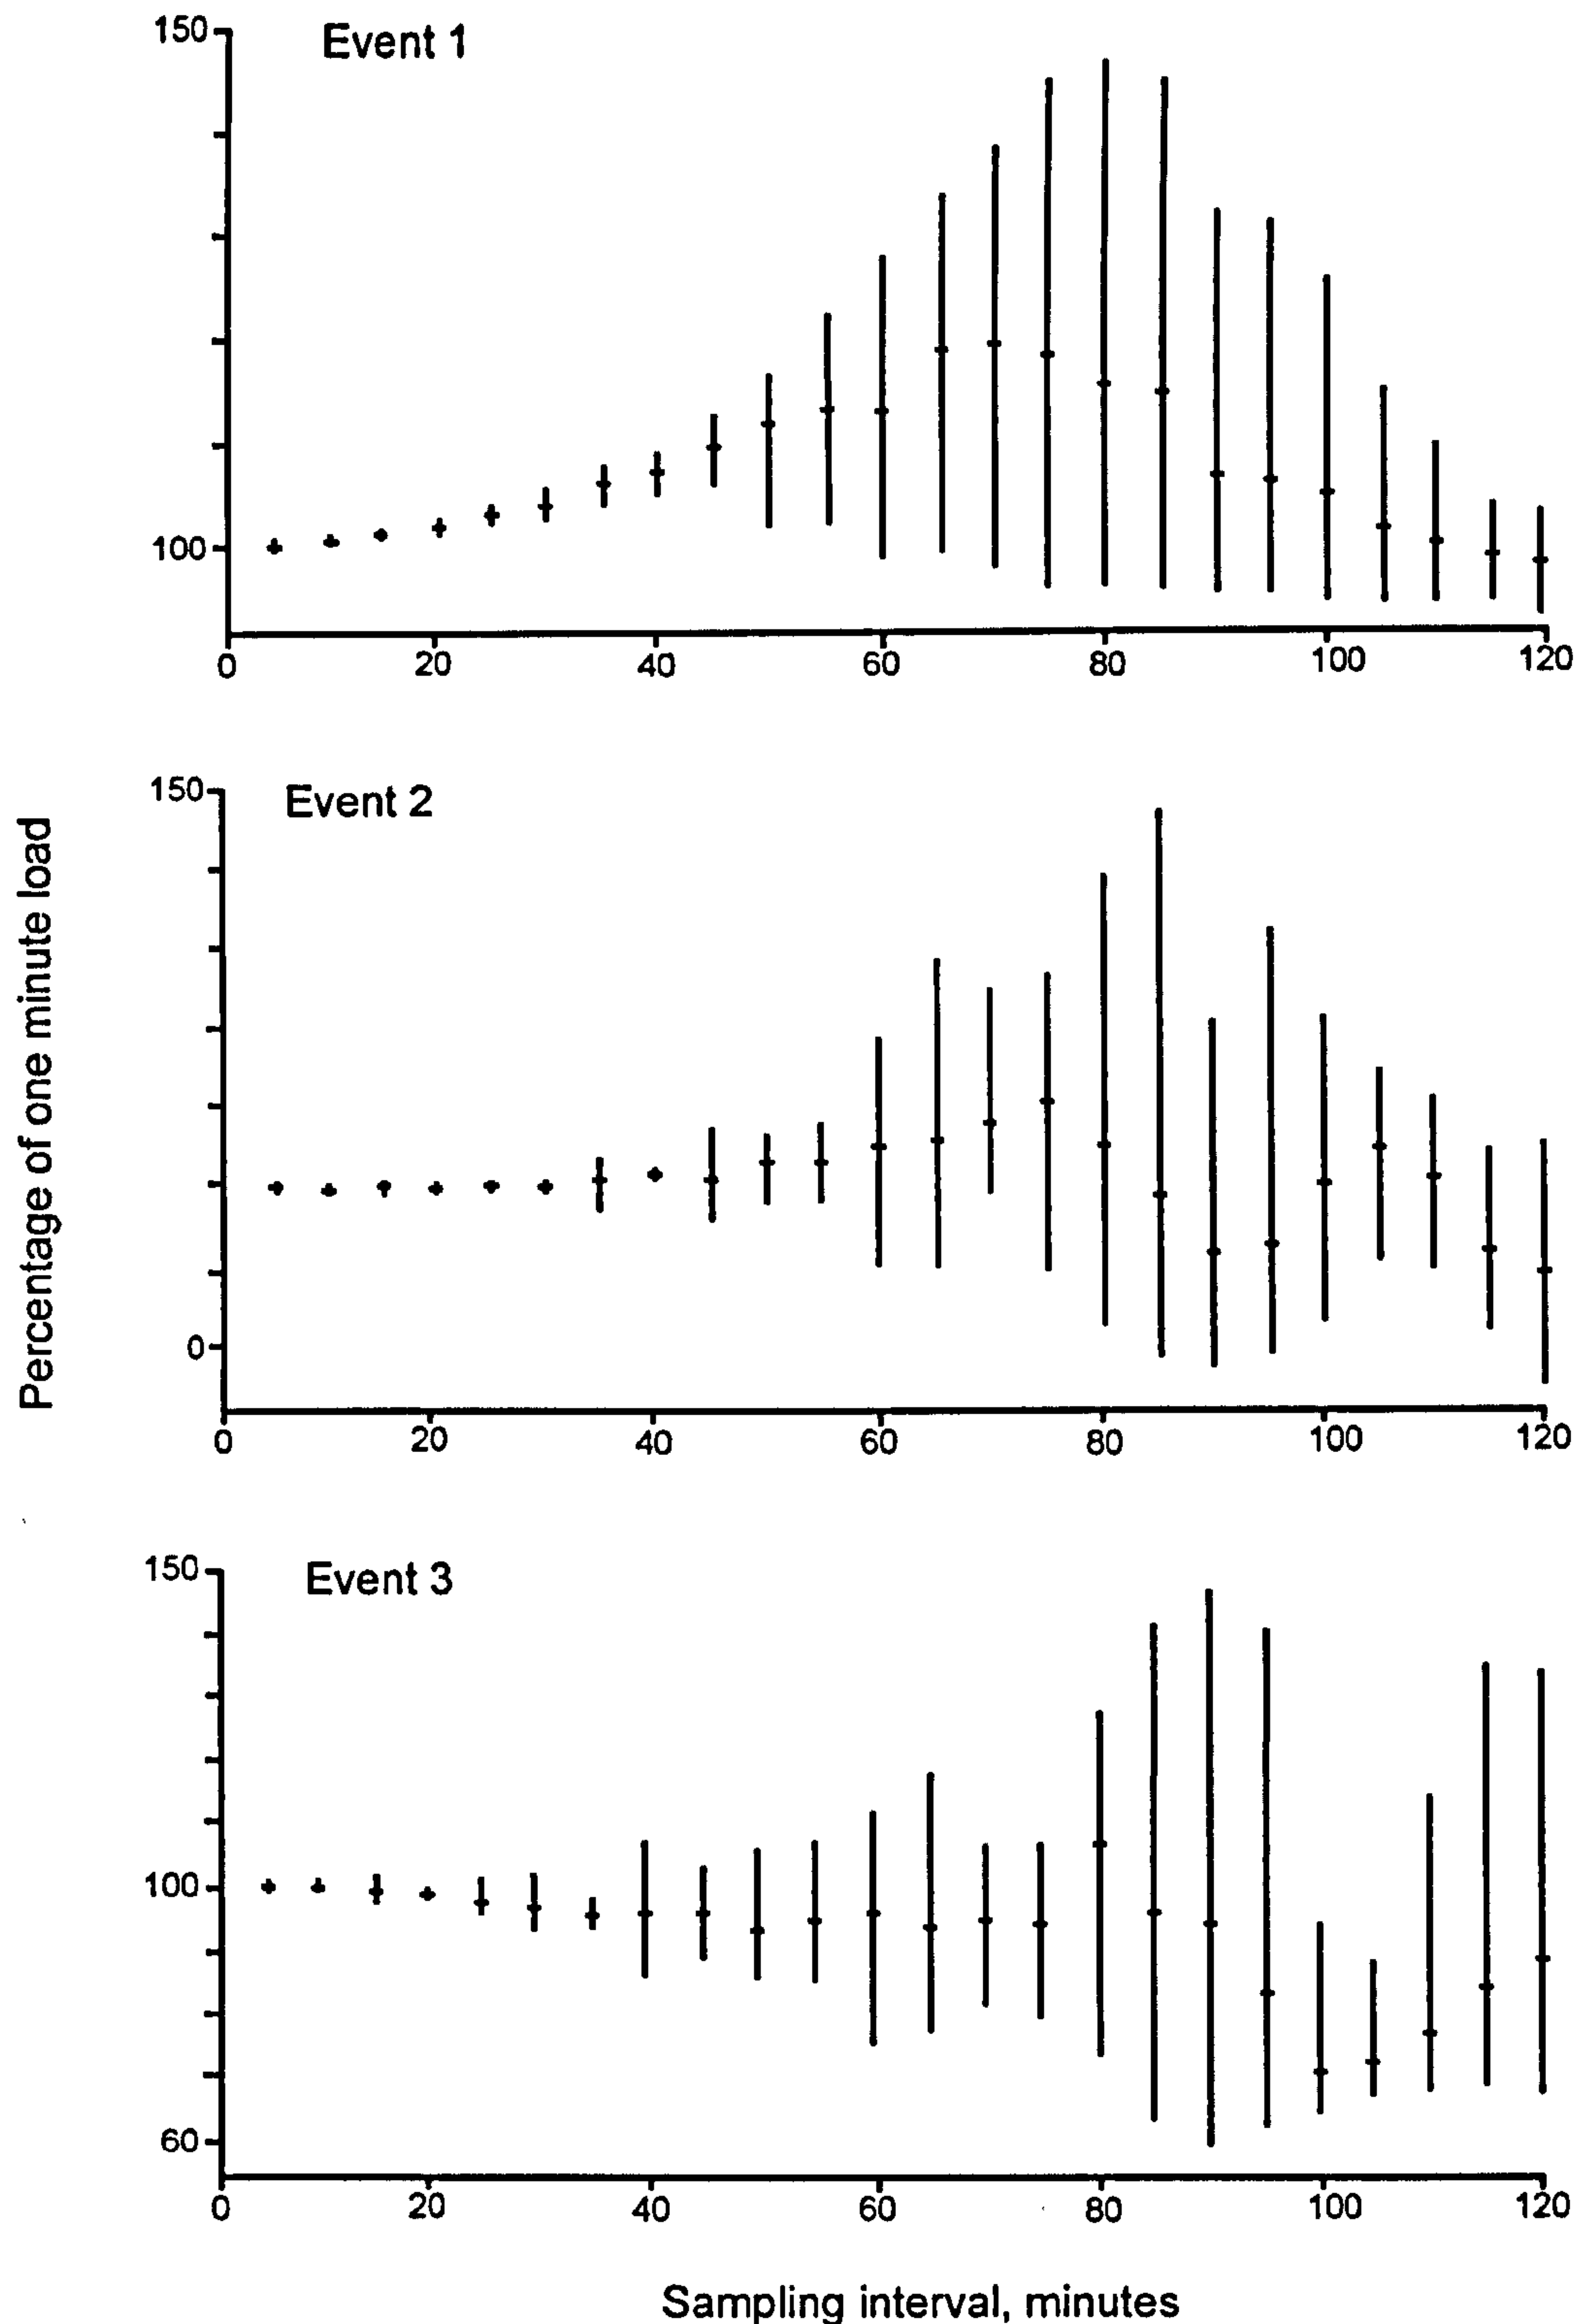 150
Event 1
100
0 20 40 60 80 100 120
Percentage of one minute load
150
Event 2
0
0 20 40 60 80 100 120
150
Event 3
100
60
0 20 40 60 80 100 120
Sampling interval, minutes